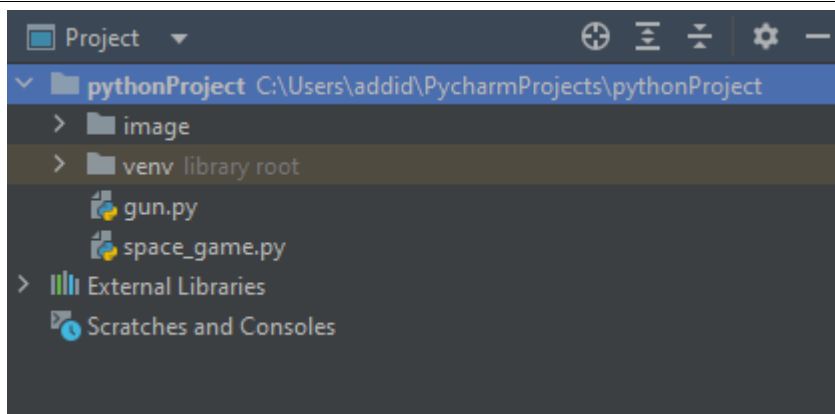 Project
pythonProject C:\Users\addid\PycharmProjects\pythonProject
image
venv library root
gun.py
space_game.py
External Libraries
Scratches and Consoles